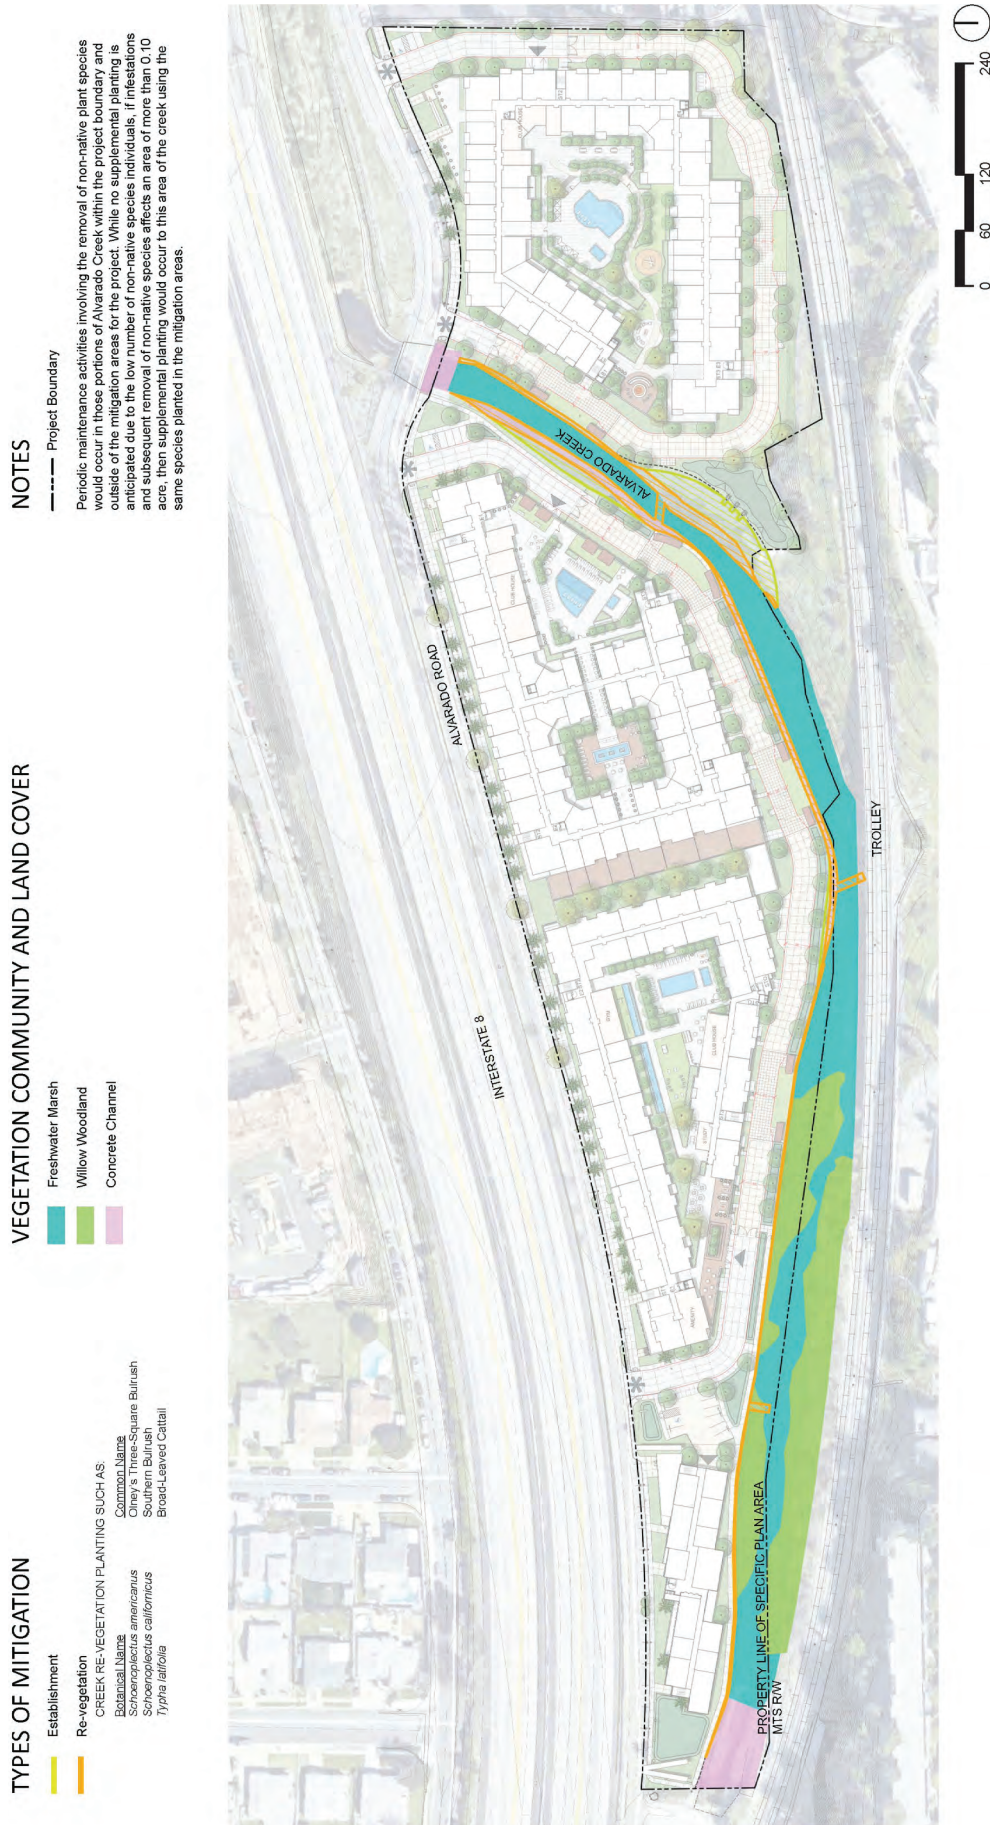 TYPES OF MITIGATION
Establishment
Re-vegetation
CREEK RE-VEGETATION PLANTING SUCH AS:
Botanical Name Common Name
Schoenoplectus americanus Olney's Three-Square Bulrush
Schoenoplectus californicus Southern Bulrush
Typha latifolia Broad-Leaved Cattail
VEGETATION COMMUNITY AND LAND COVER
Freshwater Marsh
Willow Woodland
Concrete Channel
NOTES
Project Boundary
Periodic maintenance activities involving the removal of non-native plant species
would occur in those portions of Alvarado Creek within the project boundary and
outside of the mitigation areas for the project. While no supplemental planting is
anticipated due to the low number of non-native species individuals, if infestations
and subsequent removal of non-native species affects an area of more than 0.10
acre, then supplemental planting would occur to this area of the creek using the
same species planted in the mitigation areas.
INTERSTATE 8
ALVARADO ROAD
ALVARADO CREEK
TROLLEY
PROPERTY LINE OF SPECIFIC PLAN AREA
MTS R/W
AMENITY
STUDY
CLUB HOUSE
GYM
CLUB HOUSE
0 60 120 240